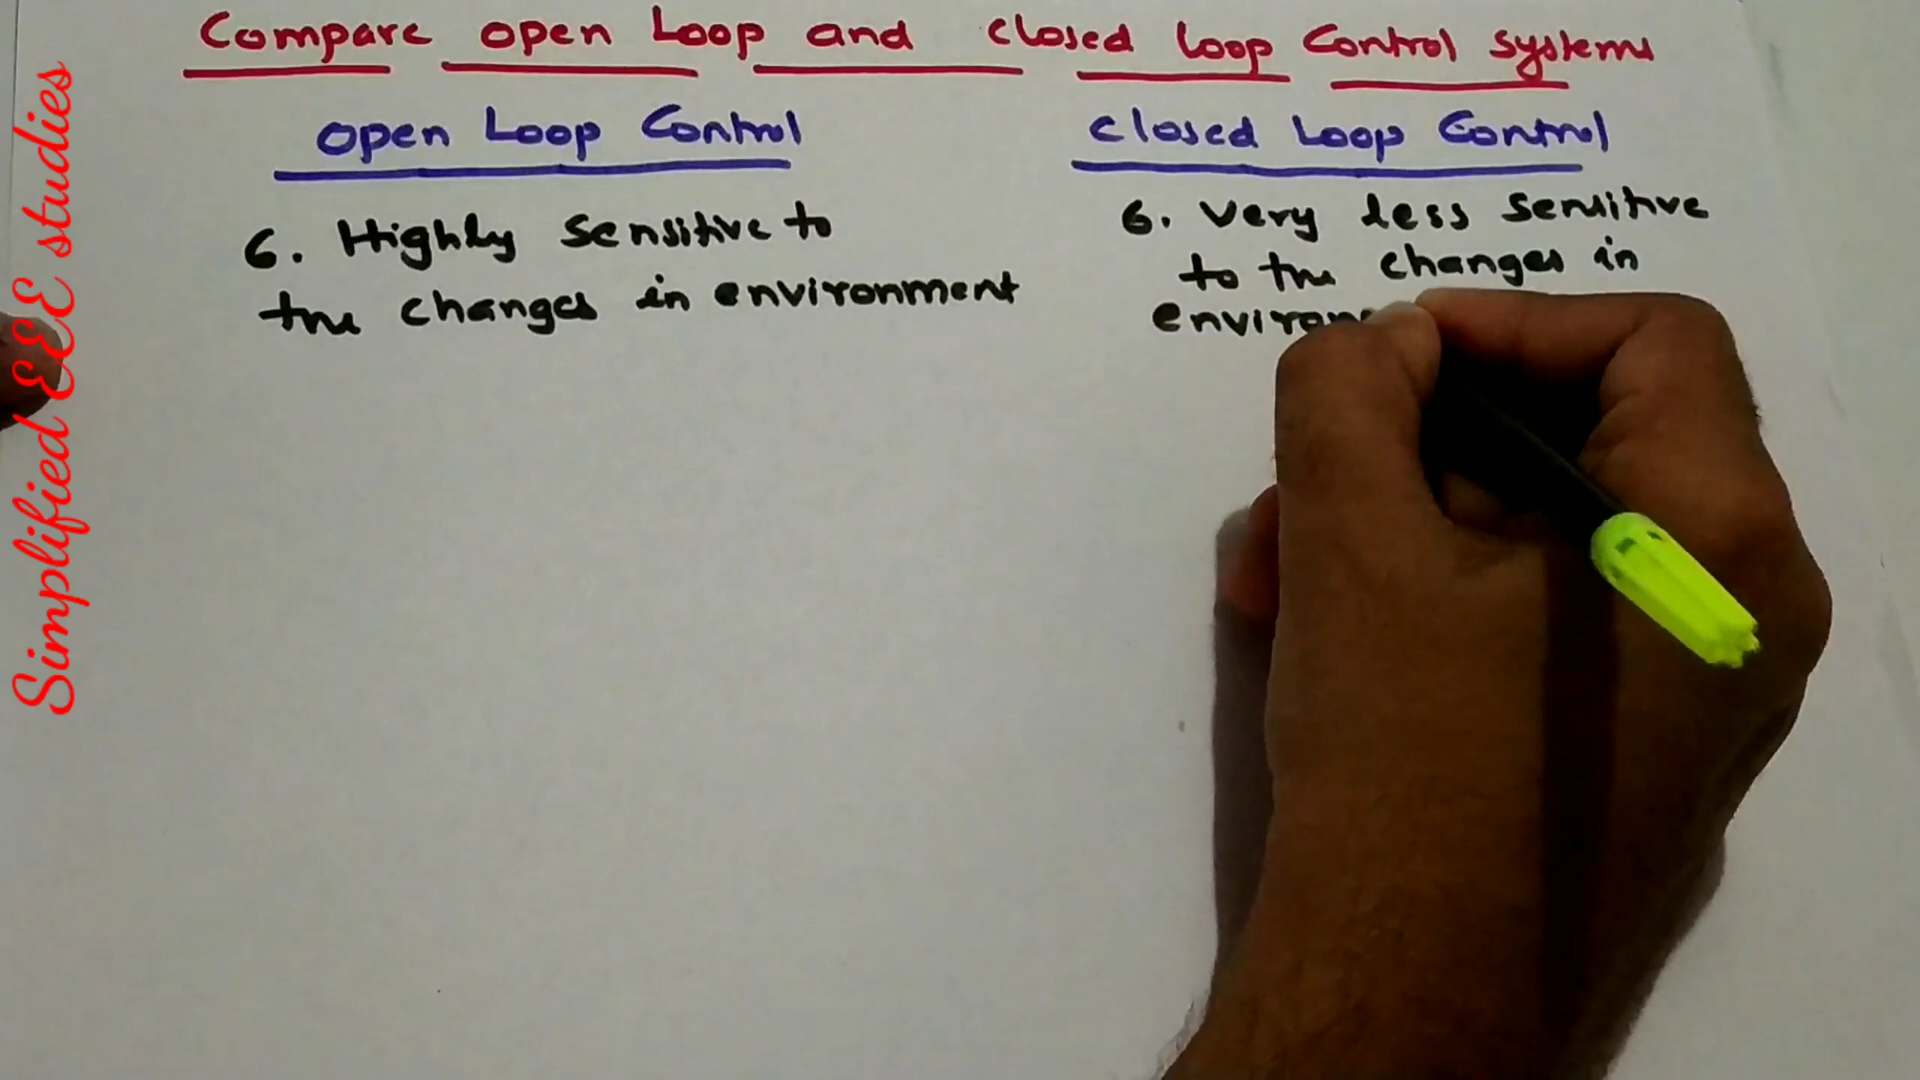 Compare open Loop and closed loop Control systems
Open Loop Control
6. Highly sensitive to
the changes in environment
closed Loop Control
6. Very less sensitive
to the changes in
Simplified EEE studies